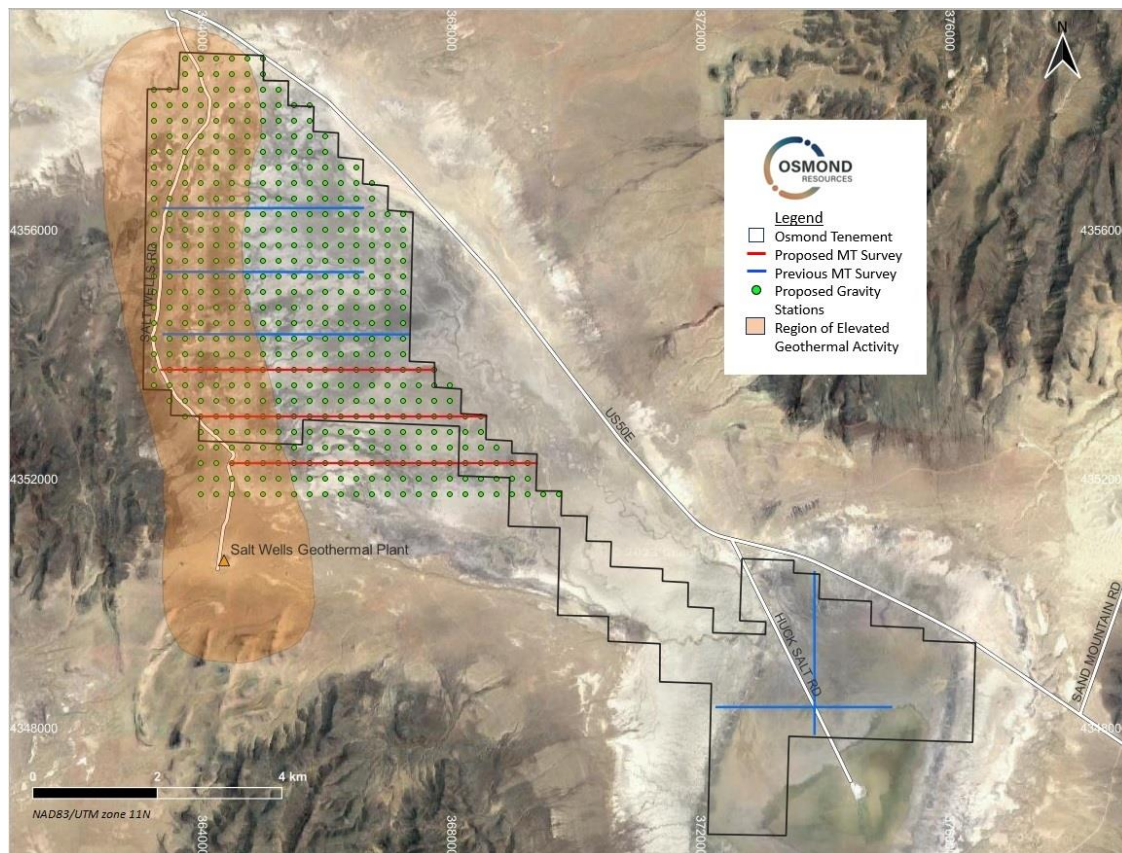 364000
368000
372000
376000
N
OSMOND
RESOURCES
Legend
Osmond Tenement
Proposed MT Survey
Previous MT Survey
Proposed Gravity
Stations
Region of Elevated
Geothermal Activity
4356000
4356000
SALT WELLS RD
US50E
4352000
4352000
Salt Wells Geothermal Plant
HUCK SALT RD
SAND MOUNTAIN RD
4348000
4348000
0 2 4 km
NAD83/UTM zone 11N
364000
368000
372000
376000